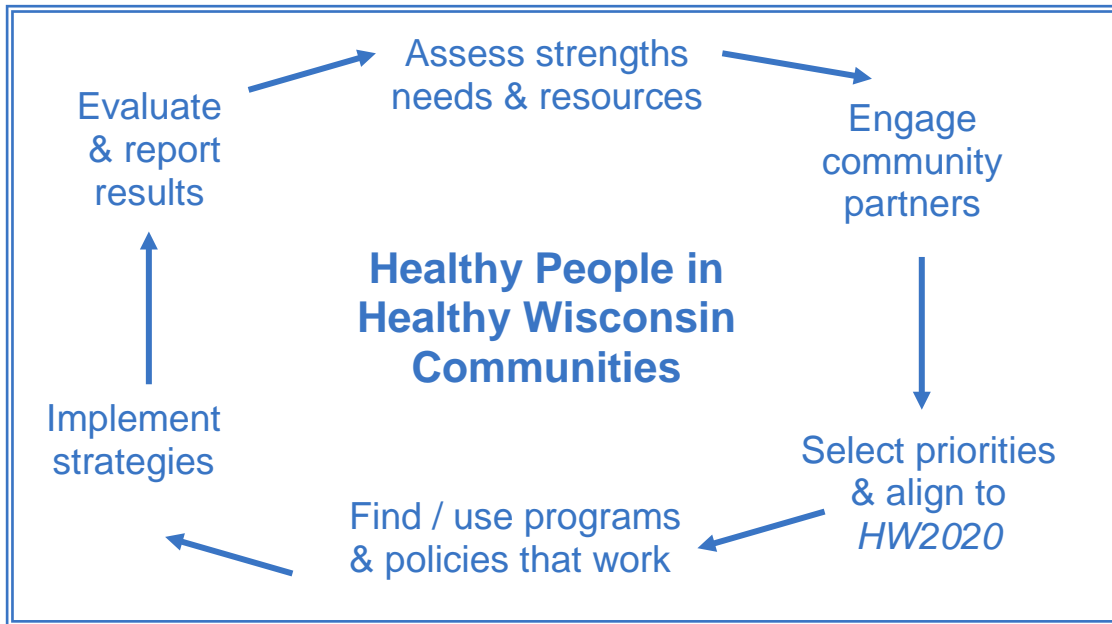 Assess strengths
needs & resources
Engage
community
partners
Select priorities
& align to
HW2020
Find / use programs
& policies that work
Implement
strategies
Evaluate
& report
results
Healthy People in
Healthy Wisconsin
Communities